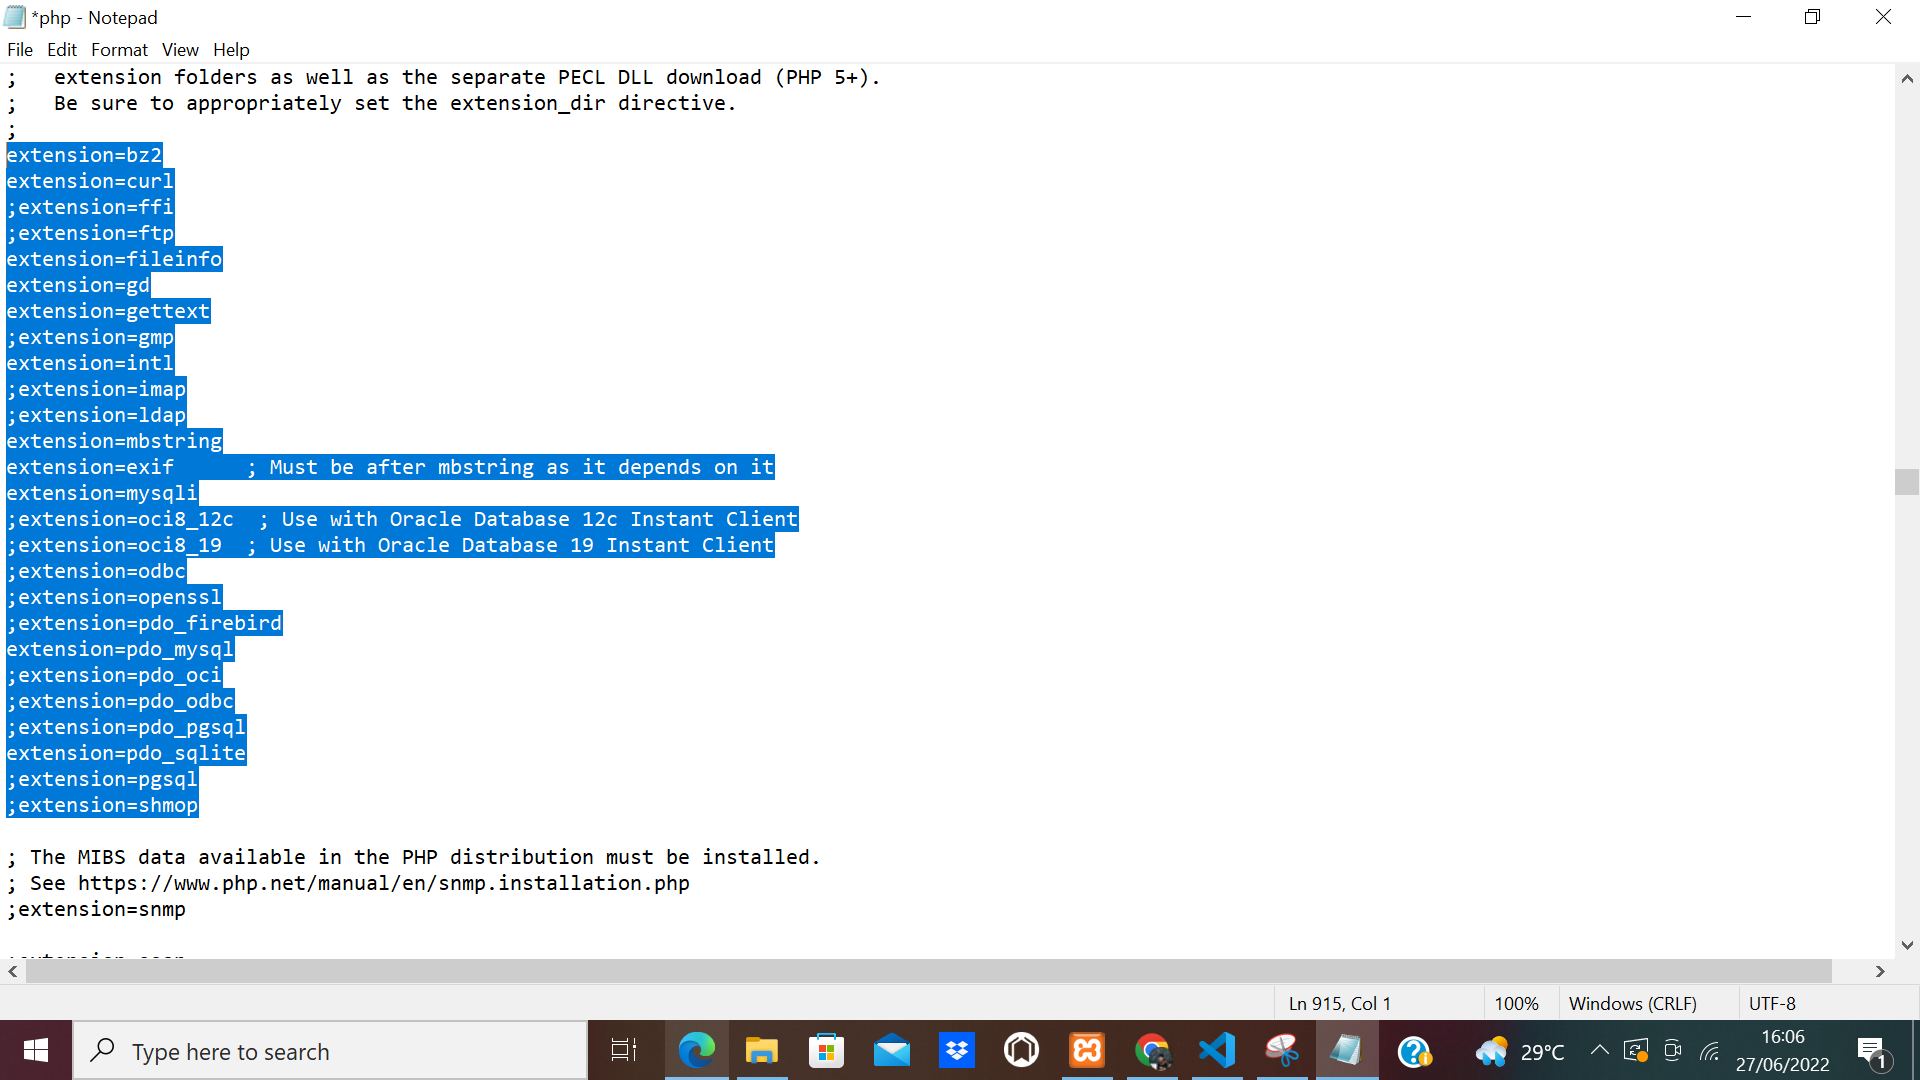 *php - Notepad
File Edit Format View Help
;   extension folders as well as the separate PECL DLL download (PHP 5+).
;   Be sure to appropriately set the extension_dir directive.
;
extension=bz2
extension=curl
;extension=ffi
;extension=ftp
extension=fileinfo
extension=gd
extension=gettext
;extension=gmp
extension=intl
;extension=imap
;extension=ldap
extension=mbstring
extension=exif      ; Must be after mbstring as it depends on it
extension=mysqli
;extension=oci8_12c  ; Use with Oracle Database 12c Instant Client
;extension=oci8_19  ; Use with Oracle Database 19 Instant Client
;extension=odbc
;extension=openssl
;extension=pdo_firebird
extension=pdo_mysql
;extension=pdo_oci
;extension=pdo_odbc
;extension=pdo_pgsql
extension=pdo_sqlite
;extension=pgsql
;extension=shmop
; The MIBS data available in the PHP distribution must be installed.
; See https://www.php.net/manual/en/snmp.installation.php
;extension=snmp
Ln 915, Col 1
100%
Windows (CRLF)
UTF-8
Type here to search
29°C
16:06
27/06/2022
1